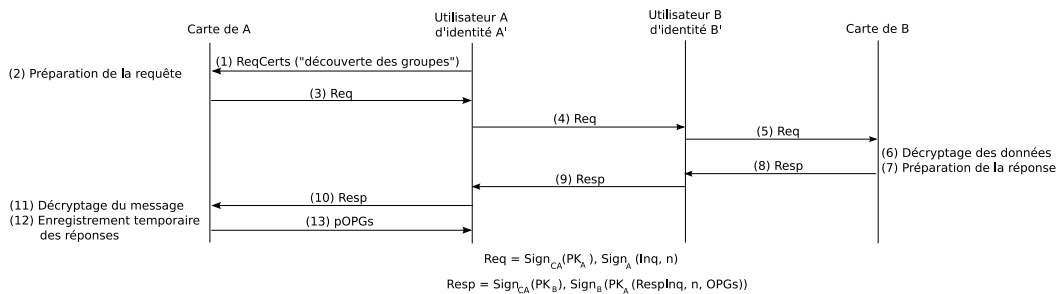 Carte de A
Utilisateur A
d'identité A'
Utilisateur B
d'identité B'
Carte de B
(1) ReqCerts ("découverte des groupes")
(2) Préparation de la requête
(3) Req
(4) Req
(5) Req
(6) Décryptage des données
(7) Préparation de la réponse
(8) Resp
(9) Resp
(10) Resp
(11) Décryptage du message
(12) Enregistrement temporaire
des réponses
(13) pOPGs
Req = Sign_CA(PK_A), Sign_A(Inq, n)
Resp = Sign_CA(PK_B), Sign_B(PK_A(RespInq, n, OPGs))